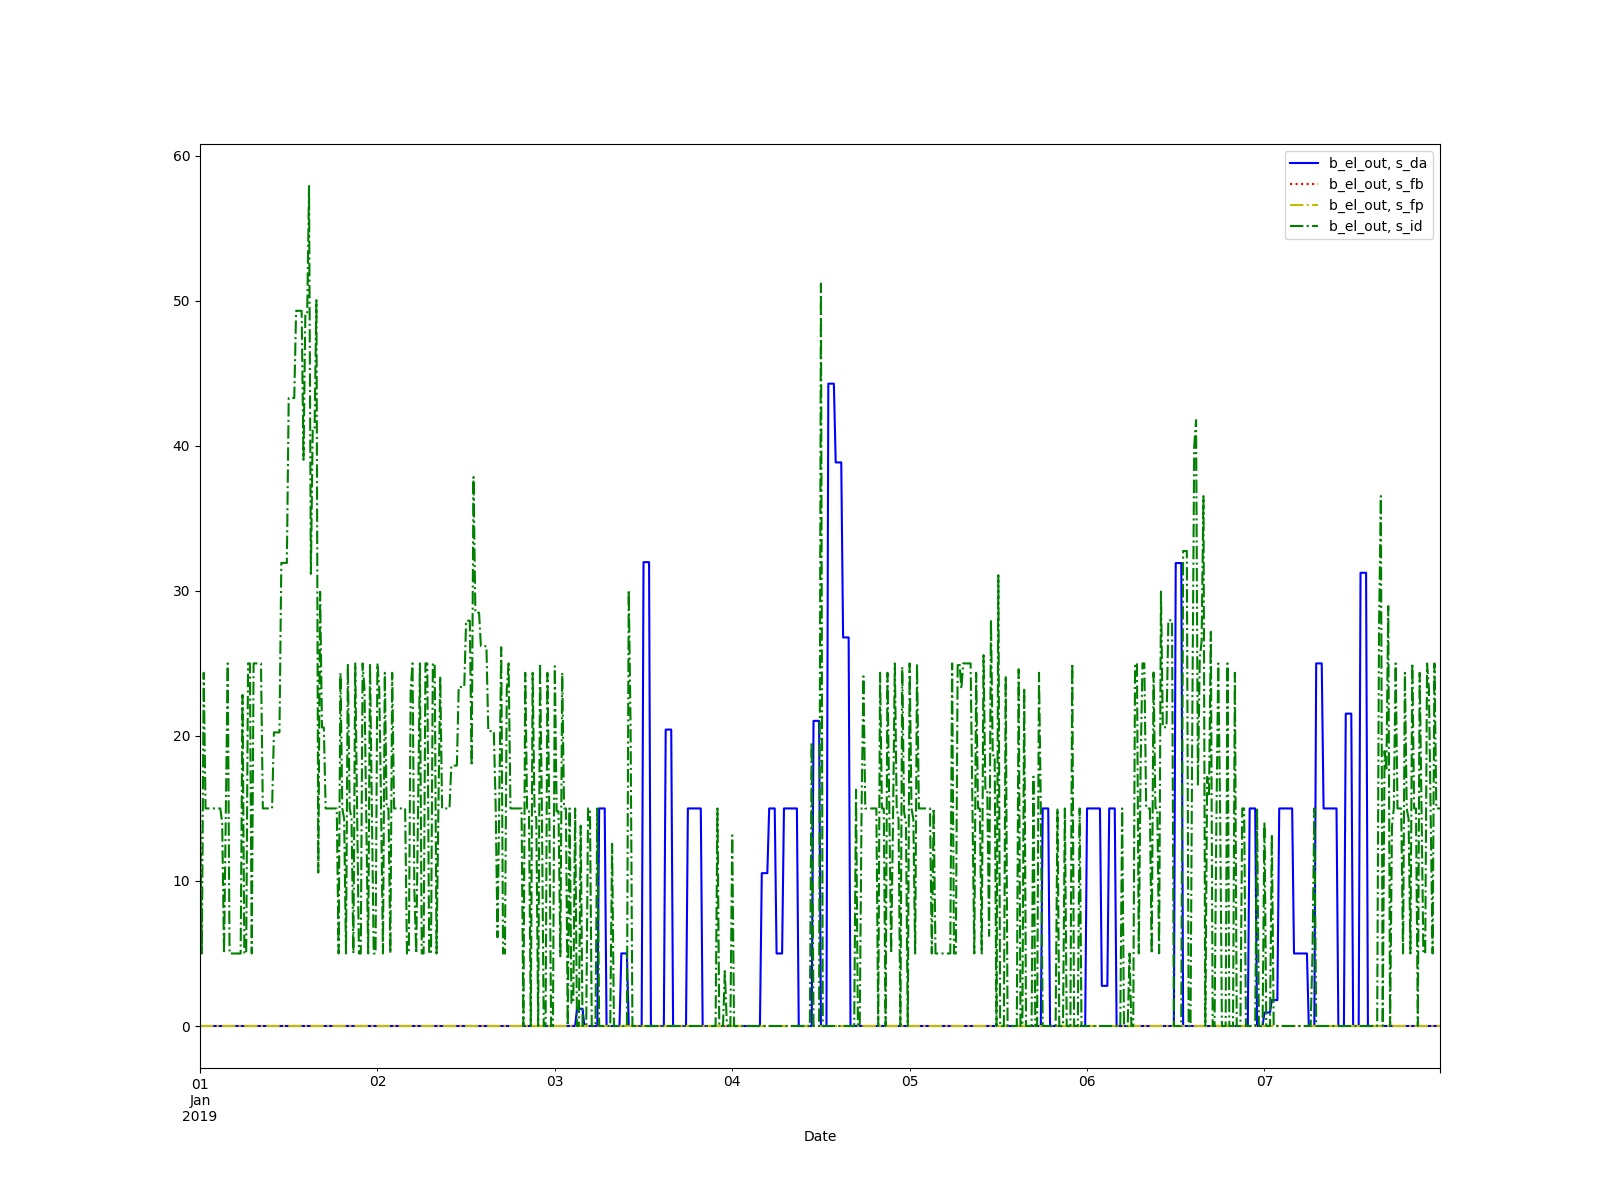 60
50
40
30
20
10
0
b_el_out, s_da
b_el_out, s_fb
b_el_out, s_fp
b_el_out, s_id
01 02 03 04 05 06 07
Jan
2019
Date